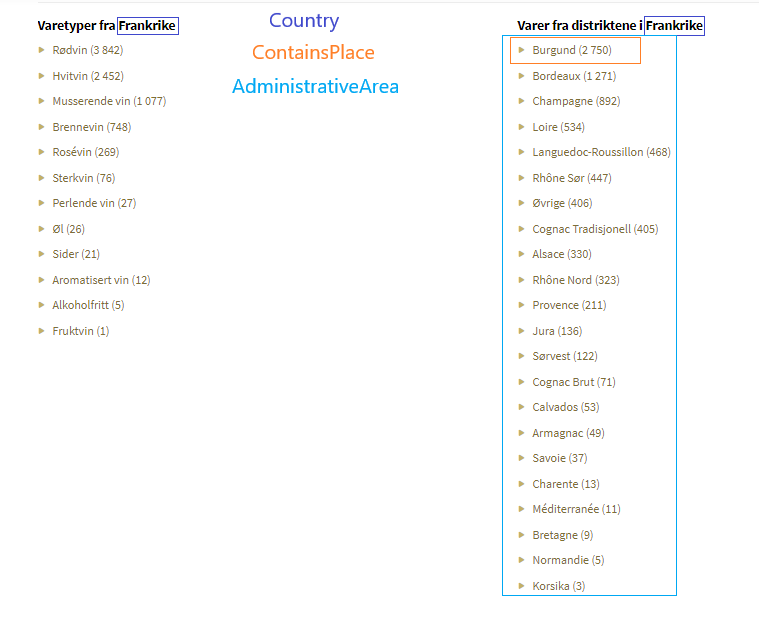 Varetyper fra Frankrike
Rødvin (3 842)
Hvitvin (2 452)
Musserende vin (1 077)
Brennevin (748)
Rosévin (269)
Sterkvin (76)
Perlende vin (27)
Øl (26)
Sider (21)
Aromatisert vin (12)
Alkoholfritt (5)
Fruktvin (1)
Country
ContainsPlace
AdministrativeArea
Varer fra distriktene i Frankrike
Burgund (2 750)
Bordeaux (1 271)
Champagne (892)
Loire (534)
Languedoc-Roussillon (468)
Rhône Sør (447)
Øvrige (406)
Cognac Tradisjonell (405)
Alsace (330)
Rhône Nord (323)
Provence (211)
Jura (136)
Sørvest (122)
Cognac Brut (71)
Calvados (53)
Armagnac (49)
Savoie (37)
Charente (13)
Méditerranée (11)
Bretagne (9)
Normandie (5)
Korsika (3)